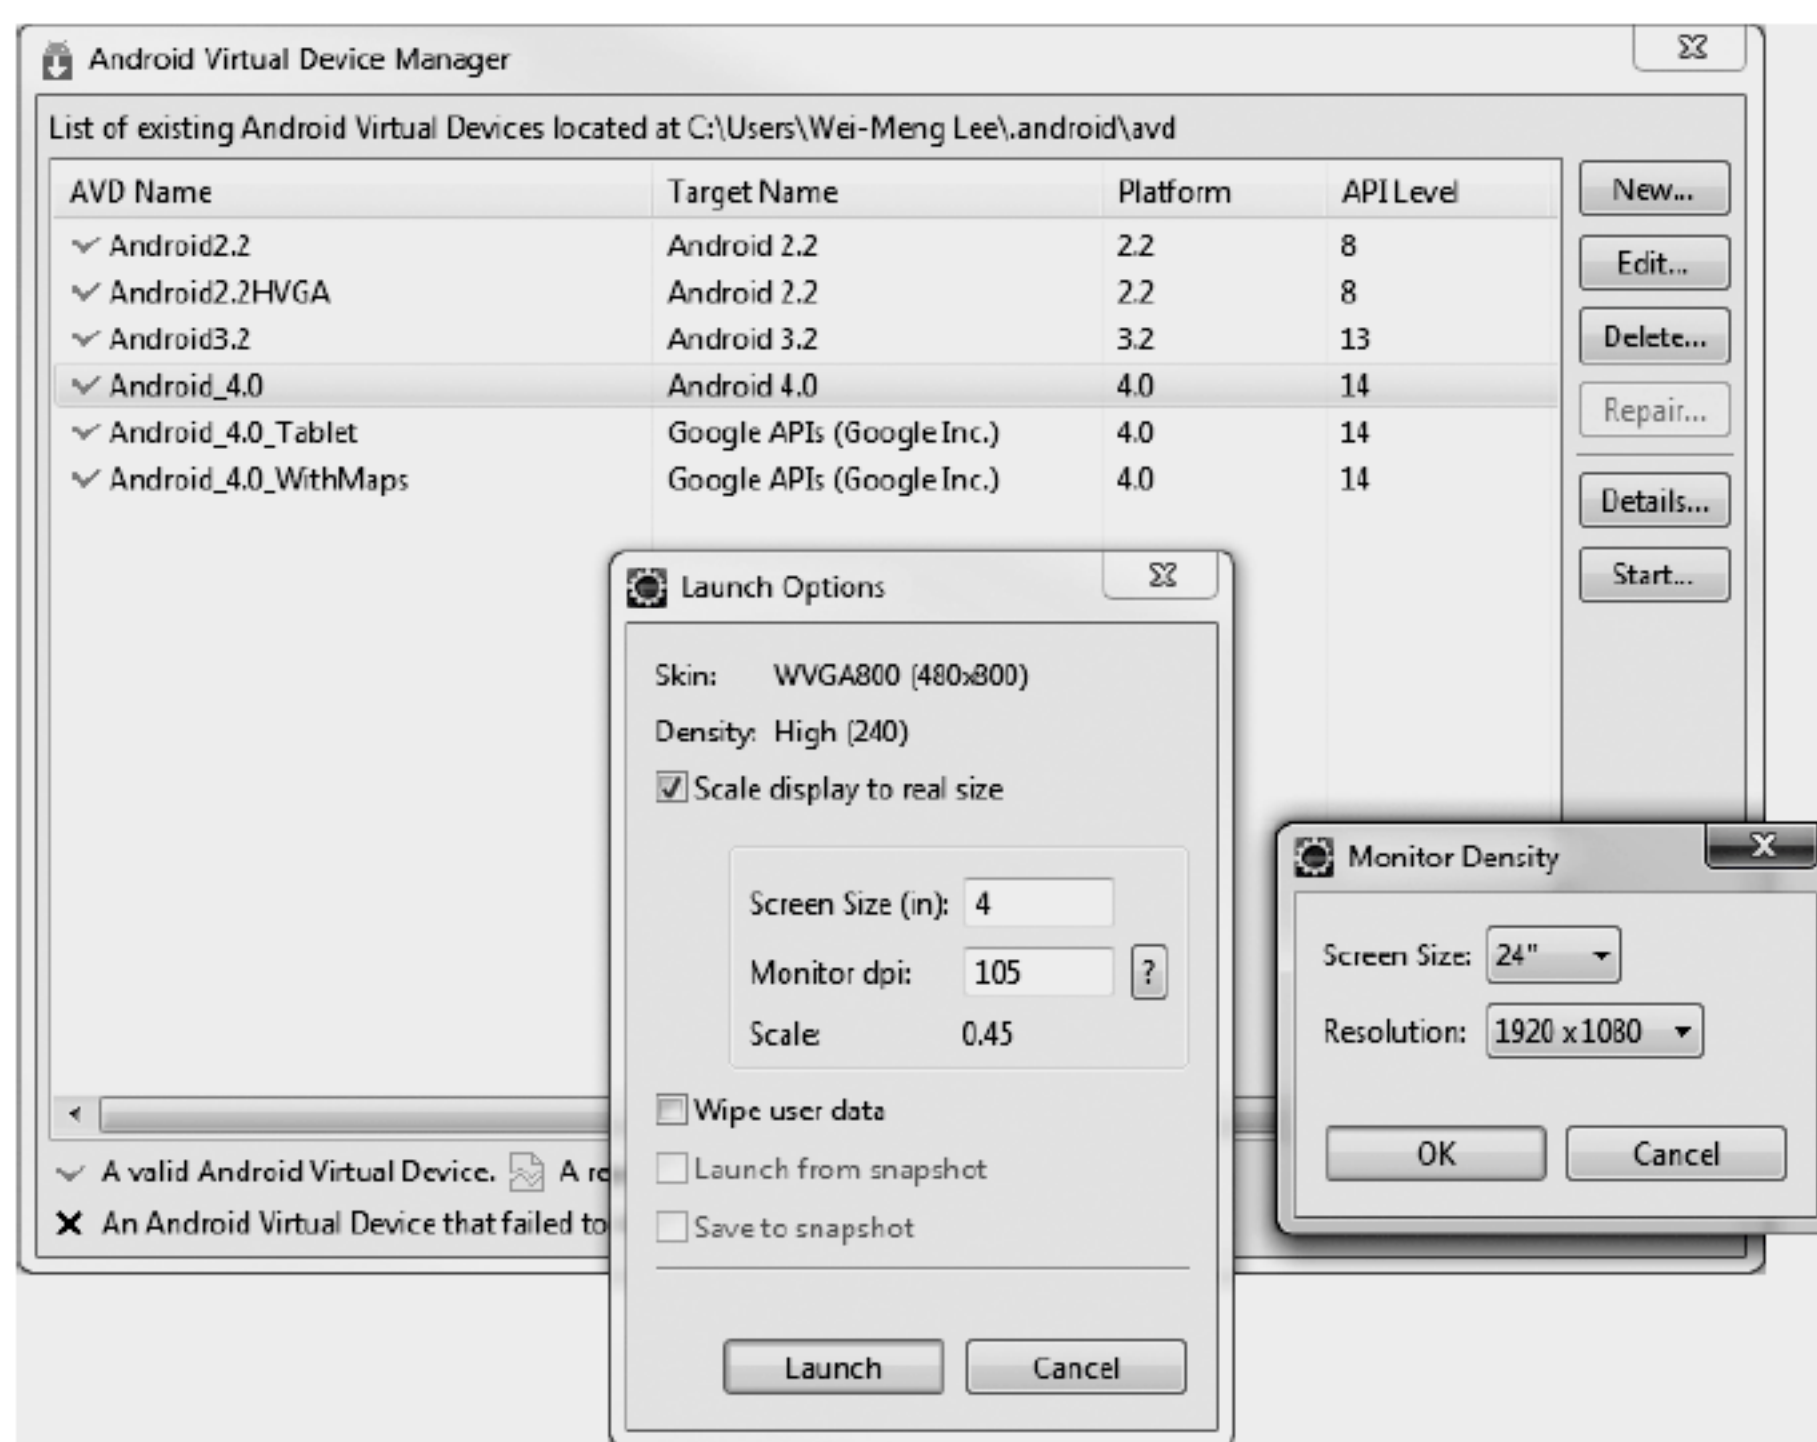 Android Virtual Device Manager
List of existing Android Virtual Devices located at C:\Users\Wei-Meng Lee\.android\avd
AVD Name Target Name Platform API Level
Android2.2 Android 2.2 2.2 8
Android2.2HVGA Android 2.2 2.2 8
Android3.2 Android 3.2 3.2 13
Android_4.0 Android 4.0 4.0 14
Android_4.0_Tablet Google APIs (Google Inc.) 4.0 14
Android_4.0_WithMaps Google APIs (Google Inc.) 4.0 14
New...
Edit...
Delete...
Repair...
Details...
Start...
A valid Android Virtual Device. A re
An Android Virtual Device that failed to
Launch Options
Skin: WVGA800 (480x800)
Density: High (240)
Scale display to real size
Screen Size (in): 4
Monitor dpi: 105 ?
Scale: 0.45
Wipe user data
Launch from snapshot
Save to snapshot
Launch Cancel
Monitor Density
Screen Size: 24"
Resolution: 1920 x 1080
OK Cancel